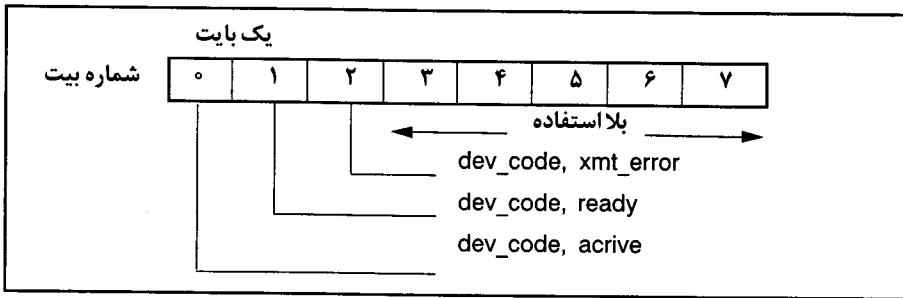 یک بایت
شماره بیت ۰ ۱ ۲ ۳ ۴ ۵ ۶ ۷
بلا استفاده
dev_code, xmt_error
dev_code, ready
dev_code, acrive